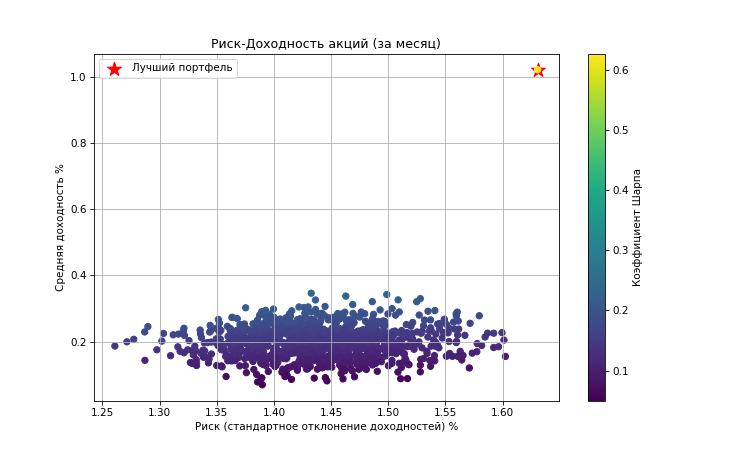 Риск-Доходность акций (за месяц)
Лучший портфель
Средняя доходность %
1.0
0.8
0.6
0.4
0.2
1.25 1.30 1.35 1.40 1.45 1.50 1.55 1.60
Риск (стандартное отклонение доходностей) %
0.6
0.5
0.4
0.3
0.2
0.1
Коэффициент Шарпа